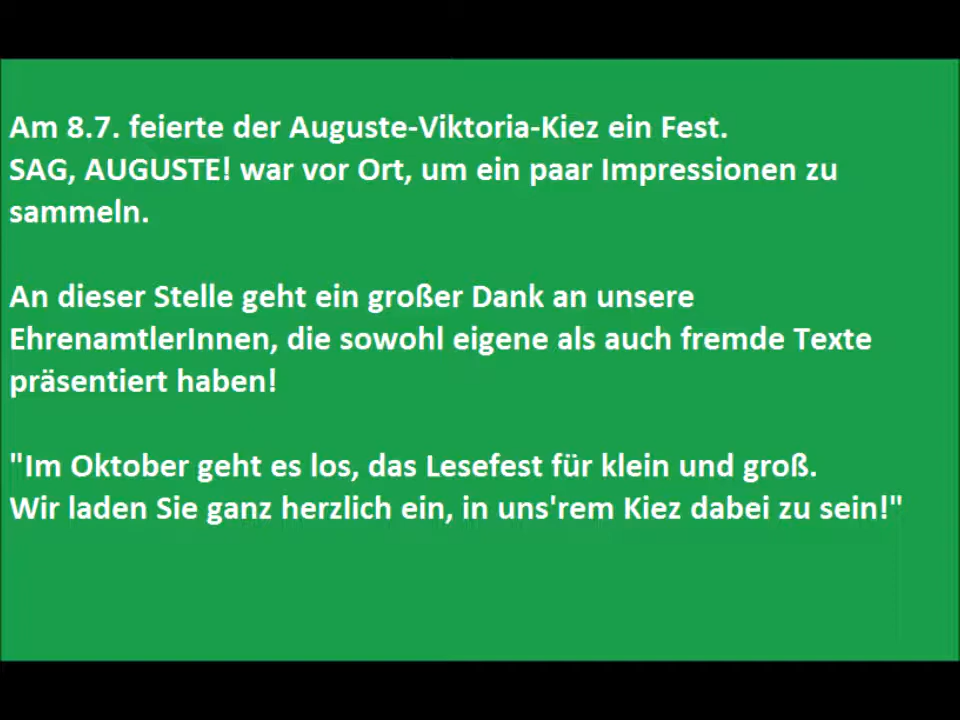 Am 8.7. feierte der Auguste-Viktoria-Kiez ein Fest.
SAG, AUGUSTE! war vor Ort, um ein paar Impressionen zu
sammeln.
An dieser Stelle geht ein großer Dank an unsere
EhrenamtlerInnen, die sowohl eigene als auch fremde Texte
präsentiert haben!
"Im Oktober geht es los, das Lesefest für klein und groß.
Wir laden Sie ganz herzlich ein, in uns'rem Kiez dabei zu sein!"